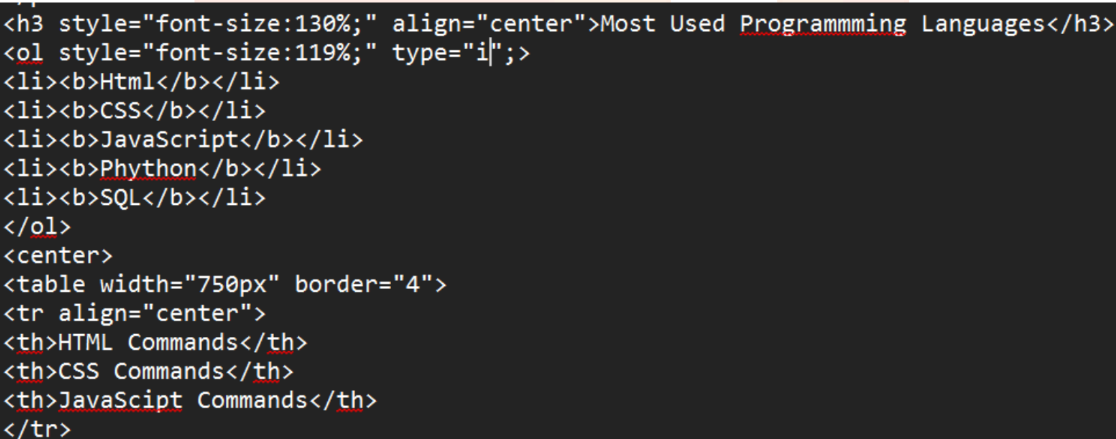 <h3 style="font-size:130%;" align="center">Most Used Programmming Languages</h3>
<ol style="font-size:119%;" type="i";>
<li><b>Html</b></li>
<li><b>CSS</b></li>
<li><b>JavaScript</b></li>
<li><b>Phython</b></li>
<li><b>SQL</b></li>
</ol>
<center>
<table width="750px" border="4">
<tr align="center">
<th>HTML Commands</th>
<th>CSS Commands</th>
<th>JavaScipt Commands</th>
</tr>